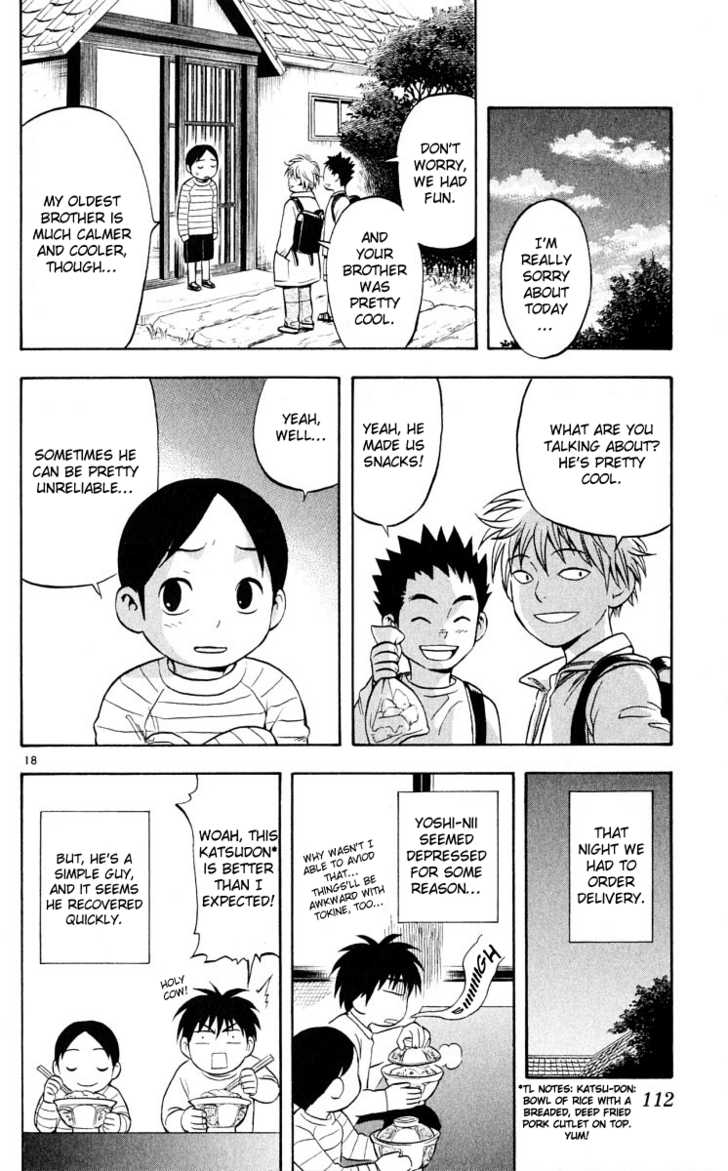 I'M
REALLY
SORRY
ABOUT
TODAY
...
DON'T
WORRY,
WE HAD
FUN.
AND
YOUR
BROTHER
WAS
PRETTY
COOL.
MY OLDEST
BROTHER IS
MUCH CALMER
AND COOLER,
THOUGH...
WHAT ARE YOU
TALKING ABOUT?
HE'S PRETTY
COOL.
YEAH, HE
MADE US
SNACKS!
YEAH,
WELL...
SOMETIMES HE
CAN BE PRETTY
UNRELIABLE...
18
THAT
NIGHT WE
HAD TO
ORDER
DELIVERY.
*TL NOTES: KATSU-DON:
BOWL OF RICE WITH A
BREADED, DEEP FRIED
PORK CUTLET ON TOP.
YUM!
112
YOSHI-NII
SEEMED
DEPRESSED
FOR SOME
REASON...
WHY WASN'T I
ABLE TO AVIOD
THAT...
THINGS'LL BE
AWKWARD WITH
TOKINE, TOO...
SIIIIIIIGH
WOAH, THIS
KATSUDON*
IS BETTER
THAN I
EXPECTED!
HOLY
COW!
BUT, HE'S A
SIMPLE GUY,
AND IT SEEMS
HE RECOVERED
QUICKLY.